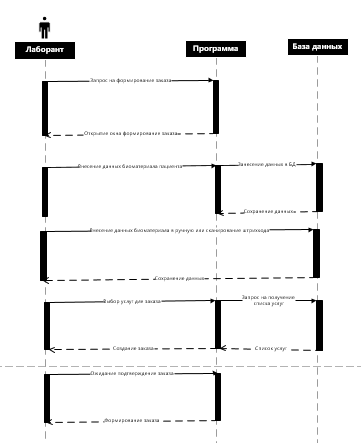 Лаборант
Программа
База данных
Запрос на формирование заказа
Открытие окна формирования заказа
Внесение данных биоматериала пациента
Занесение данных в БД
Сохранение данных
Внесение данных биоматериала в ручную или сканирование штрихкода
Сохранение данных
Выбор услуг для заказа
Запрос на получение
списка услуг
Создание заказа
Список услуг
Ожидание подтверждение заказа
Формирование заказа